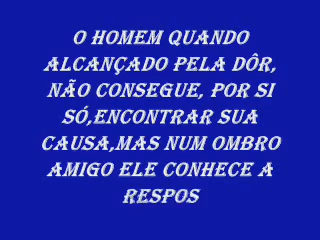 O HOMEM QUANDO
ALCANÇADO PELA DÔR,
NÃO CONSEGUE, POR SI
SÓ,ENCONTRAR SUA
CAUSA,MAS NUM OMBRO
AMIGO ELE CONHECE A
RESPOS